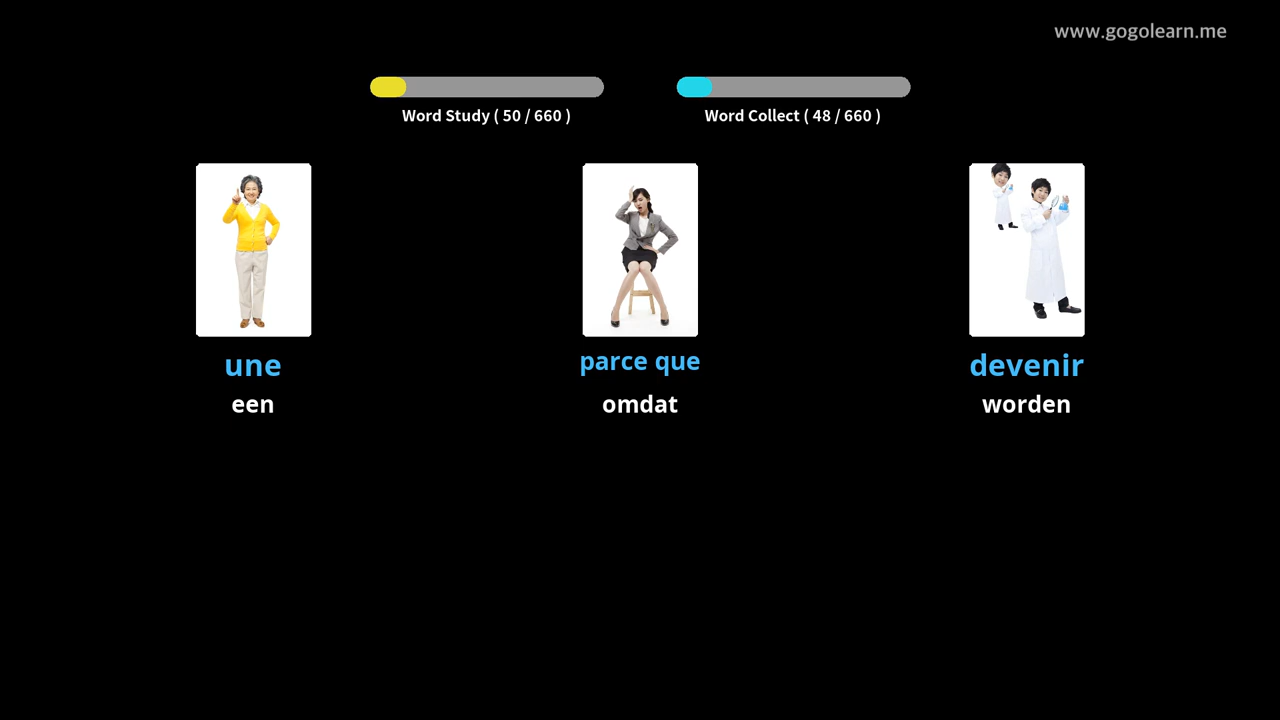 www.gogolearn.me
Word Study ( 50 / 660 )
Word Collect ( 48 / 660 )
une
een
parce que
omdat
devenir
worden